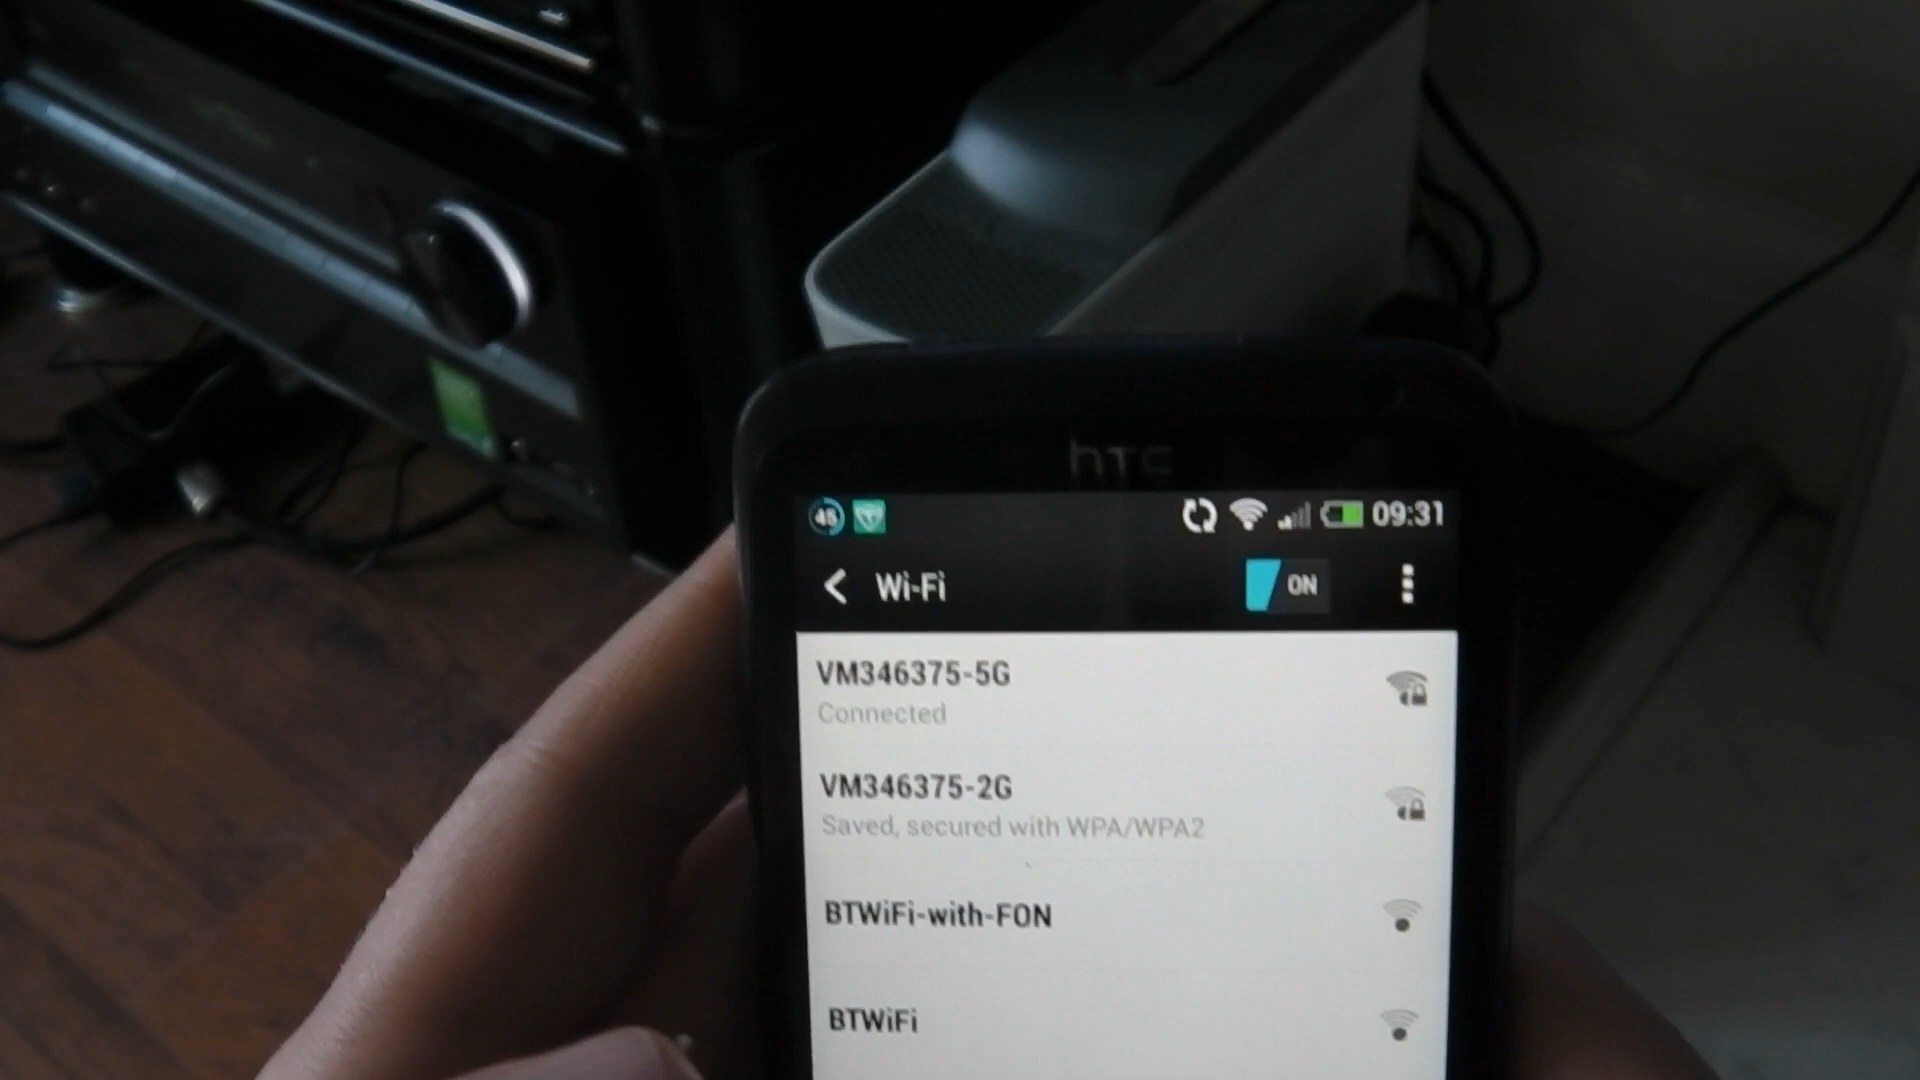 hTC
45
09:31
Wi-Fi
ON
VM346375-5G
Connected
VM346375-2G
Saved, secured with WPA/WPA2
BTWiFi-with-FON
BTWiFi